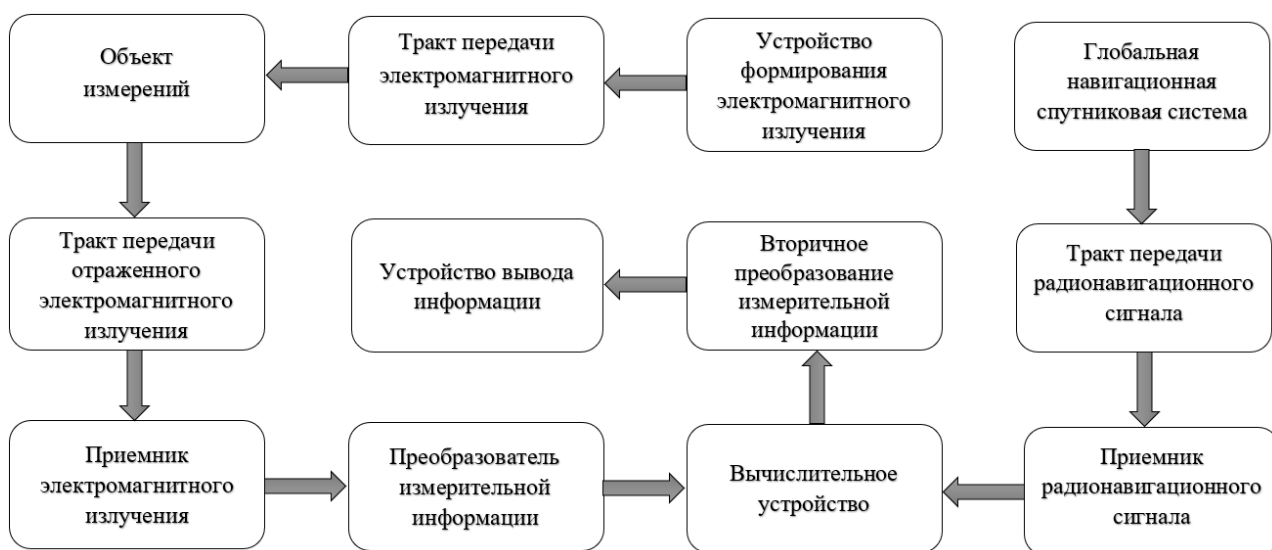 Объект
измерений
Тракт передачи
электромагнитного
излучения
Устройство
формирования
электромагнитного
излучения
Глобальная
навигационная
спутниковая система
Тракт передачи
отраженного
электромагнитного
излучения
Устройство вывода
информации
Вторичное
преобразование
измерительной
информации
Тракт передачи
радионавигационного
сигнала
Приемник
электромагнитного
излучения
Преобразователь
измерительной
информации
Вычислительное
устройство
Приемник
радионавигационного
сигнала